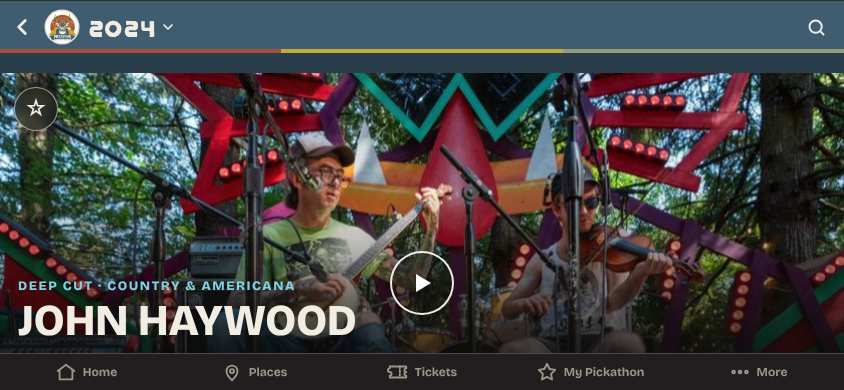 2024
DEEP CUT · COUNTRY & AMERICANA
JOHN HAYWOOD
Home
Places
Tickets
My Pickathon
More